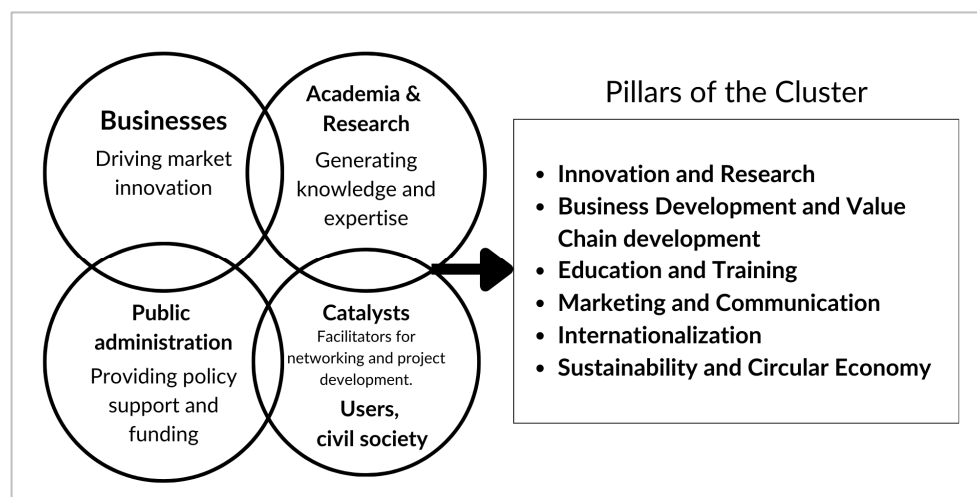 Businesses
Driving market
innovation
Academia &
Research
Generating
knowledge and
expertise
Public
administration
Providing policy
support and
funding
Catalysts
Facilitators for
networking and project
development.
Users,
civil society
Pillars of the Cluster
• Innovation and Research
• Business Development and Value
Chain development
• Education and Training
• Marketing and Communication
• Internationalization
• Sustainability and Circular Economy